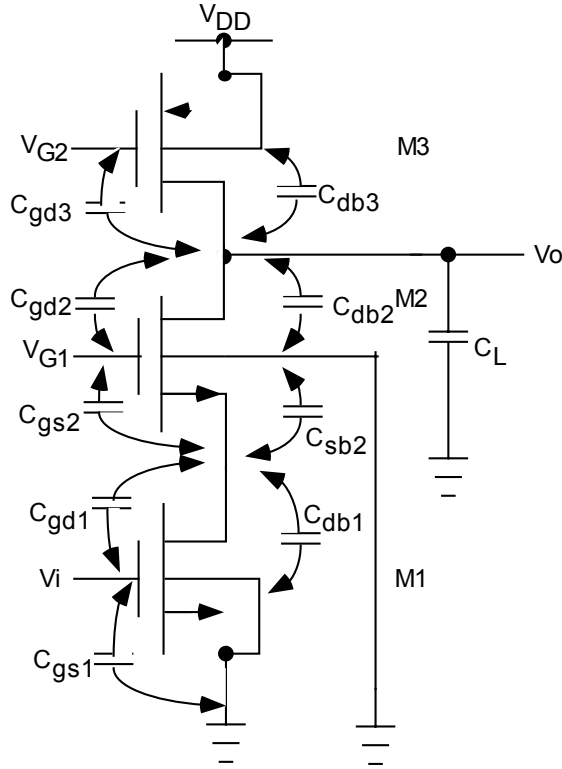 VDD
VG2
M3
Cgd3
Cdb3
Vo
Cgd2
Cdb2
M2
VG1
CL
Cgs2
Csb2
Cgd1
Cdb1
Vi
M1
Cgs1